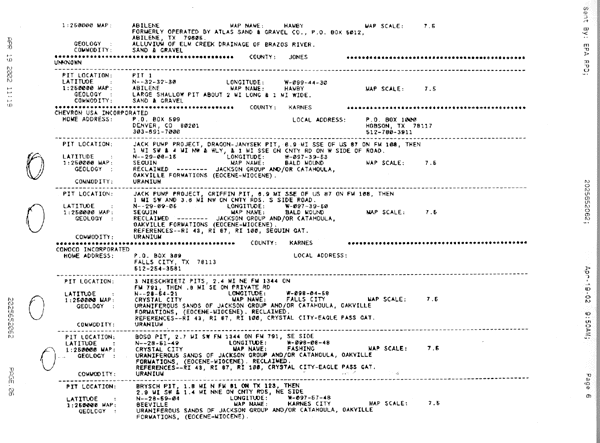 1:250000 MAP: ABILENE MAP NAME: HAWBY MAP SCALE: 7.5
FORMERLY OPERATED BY ATLAS SAND & GRAVEL CO., P.O. BOX 5012,
ABILENE, TX 79605.
GEOLOGY : ALLUVIUM OF ELM CREEK DRAINAGE OF BRAZOS RIVER.
COMMODITY: SAND & GRAVEL
COUNTY: JONES
UNKNOWN
PIT LOCATION: PIT 1
LATITUDE : N--32-32-30 LONGITUDE: W-099-44-30
1:250000 MAP: ABILENE MAP NAME: HAWBY MAP SCALE: 7.5
GEOLOGY : LARGE SHALLOW PIT ABOUT 2 MI LONG & 1 MI WIDE.
COMMODITY: SAND & GRAVEL
COUNTY: KARNES
CHEVRON USA INCORPORATED
HOME ADDRESS: P.O. BOX 599 LOCAL ADDRESS: P.O. BOX 1000
DENVER, CO 80201 HOBSON, TX 78117
303-691-7000 512-780-3911
PIT LOCATION: JACK PUMP PROJECT, DRAGON-JANYSEK PIT, 6.9 MI SSE OF US 87 ON FM 108, THEN
1 MI SW & 4 MI NW & WLY, & 1 MI SSE ON CNTY RD ON W SIDE OF ROAD.
LATITUDE : N--29-08-15 LONGITUDE: W-097-39-53
1:250000 MAP: SEGUIN MAP NAME: BALD MOUND MAP SCALE: 7.5
GEOLOGY : RECLAIMED -------- JACKSON GROUP AND/OR CATAHOULA,
OAKVILLE FORMATIONS (EOCENE-MIOCENE).
COMMODITY: URANIUM
PIT LOCATION: JACK PUMP PROJECT, GRIFFIN PIT, 6.9 MI SSE OF US 87 ON FM 108, THEN
1 MI SW AND 3.6 MI NW ON CNTY RDS. S SIDE ROAD.
LATITUDE : N--29-09-05 LONGITUDE: W-097-39-50
1:250000 MAP: SEGUIN MAP NAME: BALD MOUND MAP SCALE: 7.5
GEOLOGY : RECLAIMED -------- JACKSON GROUP AND/OR CATAHOULA,
OAKVILLE FORMATIONS (EOCENE-MIOCENE).
REFERENCES--RI 43, RI 87, RI 106, SEGUIN GAT.
COMMODITY: URANIUM
COUNTY: KARNES
CONOCO INCORPORATED
HOME ADDRESS: P.O. BOX 309 LOCAL ADDRESS:
FALLS CITY, TX 78113
512-254-3581
PIT LOCATION: 3 NIESCHWIETZ PITS, 2.4 MI NE FM 1344 ON
FM 791, THEN .8 MI SE ON PRIVATE RD
LATITUDE : N--28-54-21 LONGITUDE: W-098-04-59
1:250000 MAP: CRYSTAL CITY MAP NAME: FALLS CITY MAP SCALE: 7.5
GEOLOGY : URANIFEROUS SANDS OF JACKSON GROUP AND/OR CATAHOULA, OAKVILLE
FORMATIONS, (EOCENE-MIOCENE). RECLAIMED.
REFERENCES--RI 43, RI 87, RI 106, CRYSTAL CITY-EAGLE PASS GAT.
COMMODITY: URANIUM
PIT LOCATION: BOSO PIT, 2.7 MI SW FM 1344 ON FM 791, SE SIDE
LATITUDE : N--28-51-49 LONGITUDE: W-098-08-48
1:250000 MAP: CRYSTAL CITY MAP NAME: FASHING MAP SCALE: 7.5
GEOLOGY : URANIFEROUS SANDS OF JACKSON GROUP AND/OR CATAHOULA, OAKVILLE
FORMATIONS, (EOCENE-MIOCENE). RECLAIMED.
REFERENCES--RI 43, RI 87, RI 106, CRYSTAL CITY-EAGLE PASS GAT.
COMMODITY: URANIUM
PIT LOCATION: BRYSCH PIT, 1.8 MI N FM 81 ON TX 123, THEN
2.8 MI SW & 1.4 MI NNE ON CNTY RDS, NE SIDE
LATITUDE : N--28-59-04 LONGITUDE: W-097-57-48
1:250000 MAP: BEEVILLE MAP NAME: KARNES CITY MAP SCALE: 7.5
GEOLOGY : URANIFEROUS SANDS OF JACKSON GROUP AND/OR CATAHOULA, OAKVILLE
FORMATIONS, (EOCENE-MIOCENE).
APR 19 2002 11:19
2025652062
PAGE 06
Sent By: EPA RPD;
2025652062;
Apr-19-02 9:50AM;
Page 6